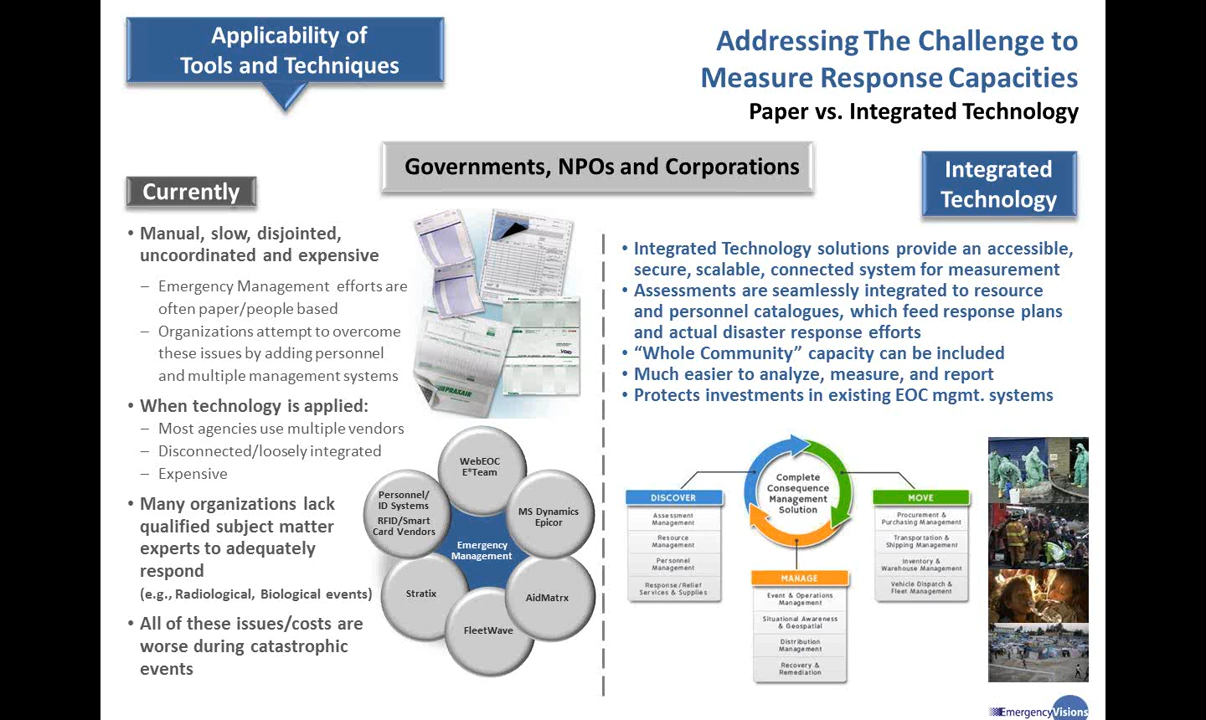 Applicability of
Tools and Techniques
Addressing The Challenge to
Measure Response Capacities
Paper vs. Integrated Technology
Governments, NPOs and Corporations
Currently
• Manual, slow, disjointed,
uncoordinated and expensive
– Emergency Management efforts are
often paper/people based
– Organizations attempt to overcome
these issues by adding personnel
and multiple management systems
• When technology is applied:
– Most agencies use multiple vendors
– Disconnected/loosely integrated
– Expensive
• Many organizations lack
qualified subject matter
experts to adequately
respond
(e.g., Radiological, Biological events)
• All of these issues/costs are
worse during catastrophic
events
PRAXAIR
VOID
WebEOC
E*Team
Personnel/
ID Systems
RFID/Smart
Card Vendors
MS Dynamics
Epicor
Emergency
Management
Stratix
AidMatrx
FleetWave
Integrated
Technology
• Integrated Technology solutions provide an accessible,
secure, scalable, connected system for measurement
• Assessments are seamlessly integrated to resource
and personnel catalogues, which feed response plans
and actual disaster response efforts
• “Whole Community” capacity can be included
• Much easier to analyze, measure, and report
• Protects investments in existing EOC mgmt. systems
Complete
Consequence
Management
Solution
DISCOVER
Assessment
Management
Resource
Management
Personnel
Management
Response/Relief
Services & Supplies
MANAGE
Event & Operations
Management
Situational Awareness
& Geospatial
Distribution
Management
Recovery &
Remediation
MOVE
Procurement &
Purchasing Management
Transportation &
Shipping Management
Inventory &
Warehouse Management
Vehicle Dispatch &
Fleet Management
EmergencyVisions